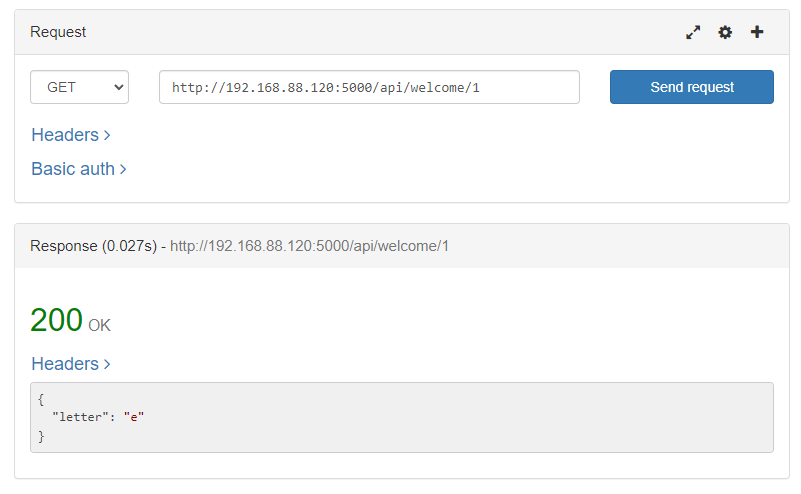 Request
GET http://192.168.88.120:5000/api/welcome/1 Send request
Headers >
Basic auth >
Response (0.027s) - http://192.168.88.120:5000/api/welcome/1
200 OK
Headers >
{
"letter": "e"
}